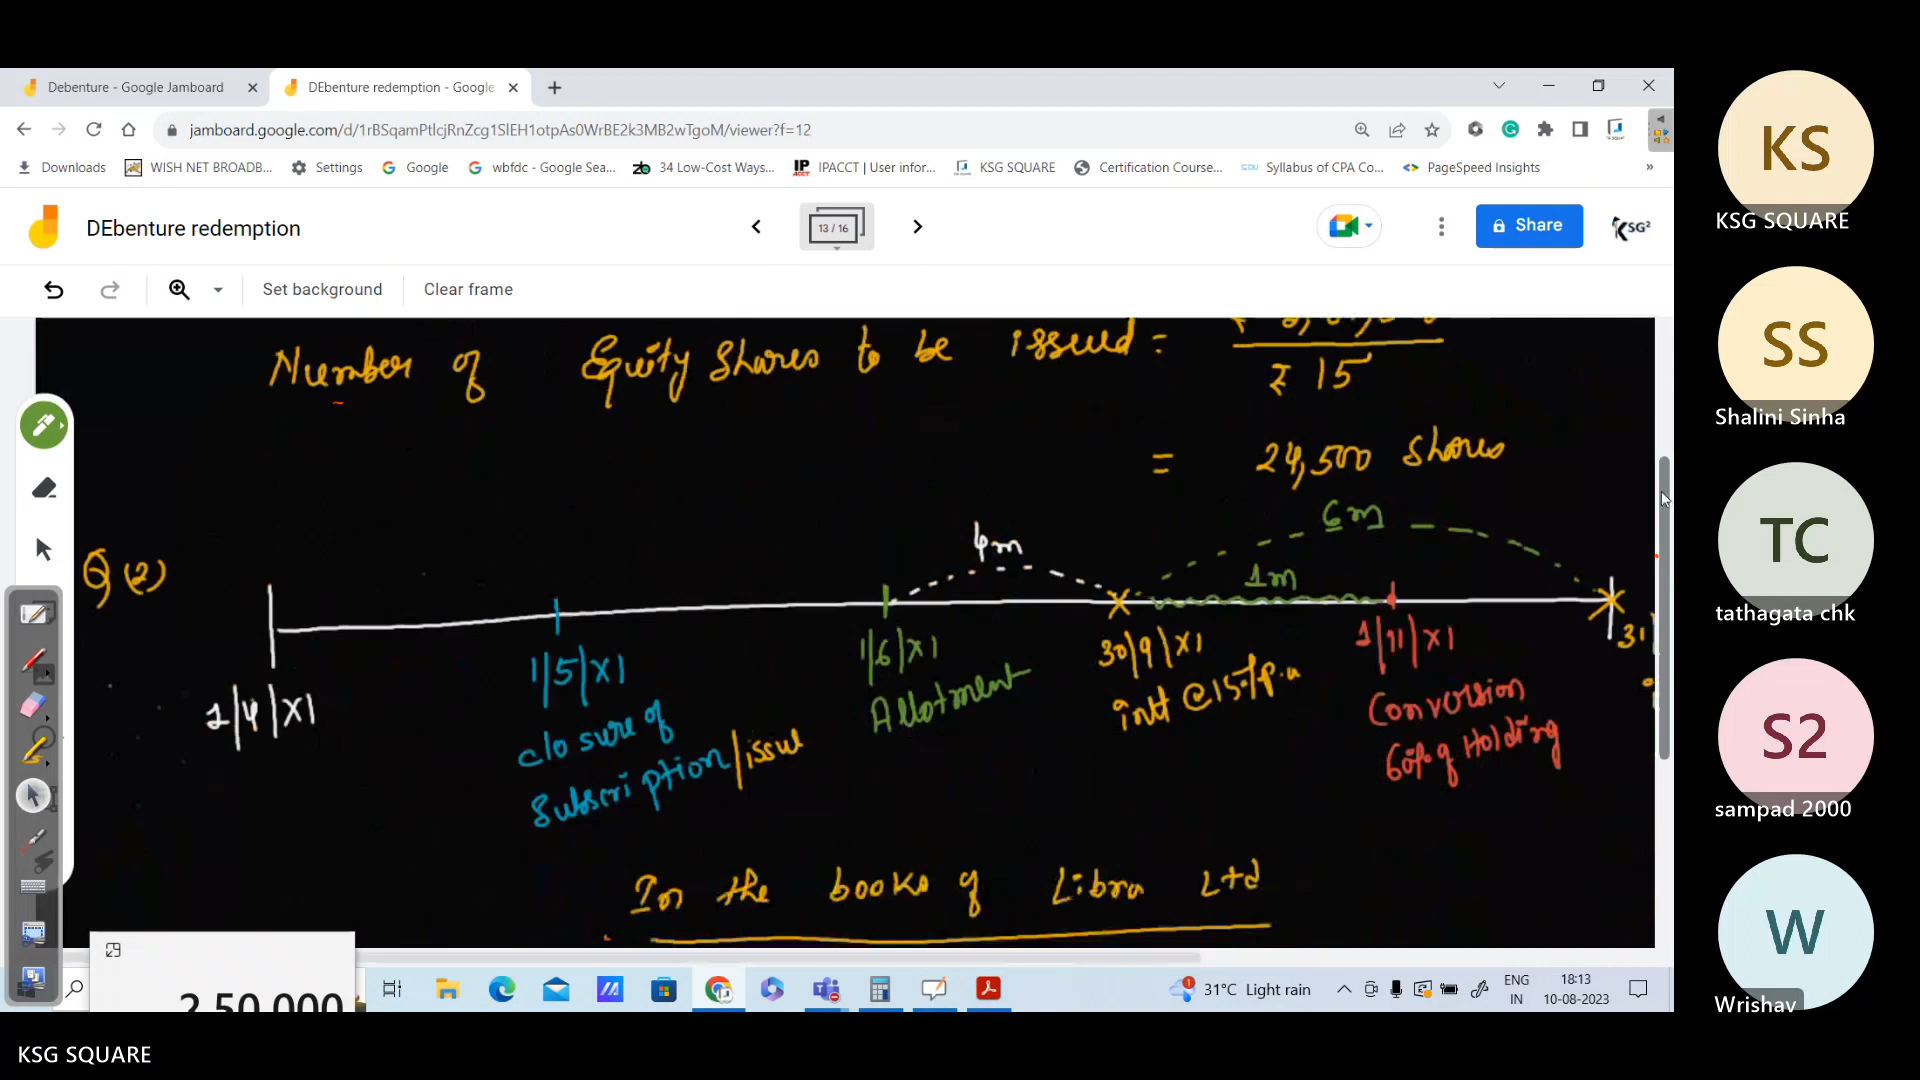 Debenture - Google Jamboard
DEbenture redemption - Google
jamboard.google.com/d/1rBSqamPtlcjRnZcg1SlEH1otpAs0WrBE2k3MB2wTgoM/viewer?f=12
Downloads WISH NET BROADB... Settings Google wbfdc - Google Sea... 34 Low-Cost Ways... IPACCT | User infor... KSG SQUARE Certification Course... Syllabus of CPA Co... PageSpeed Insights »
DEbenture redemption
13 / 16
Share
KSG²
Set background Clear frame
Number of Equity Shares to be issued =
₹ 15
= 24,500 Shares
6m
4m
1m
Q (2)
1/4/X1
1/5/X1
closure of
Subscription/issue
1/6/X1
Allotment
30/9/X1
intt @15%p.a
1/11/X1
Conversion
60% of Holding
31
In the books of Libra Ltd
2,50,000
31°C Light rain
ENG
IN
18:13
10-08-2023
KS
KSG SQUARE
SS
Shalini Sinha
TC
tathagata chk
S2
sampad 2000
W
Wrishav
KSG SQUARE